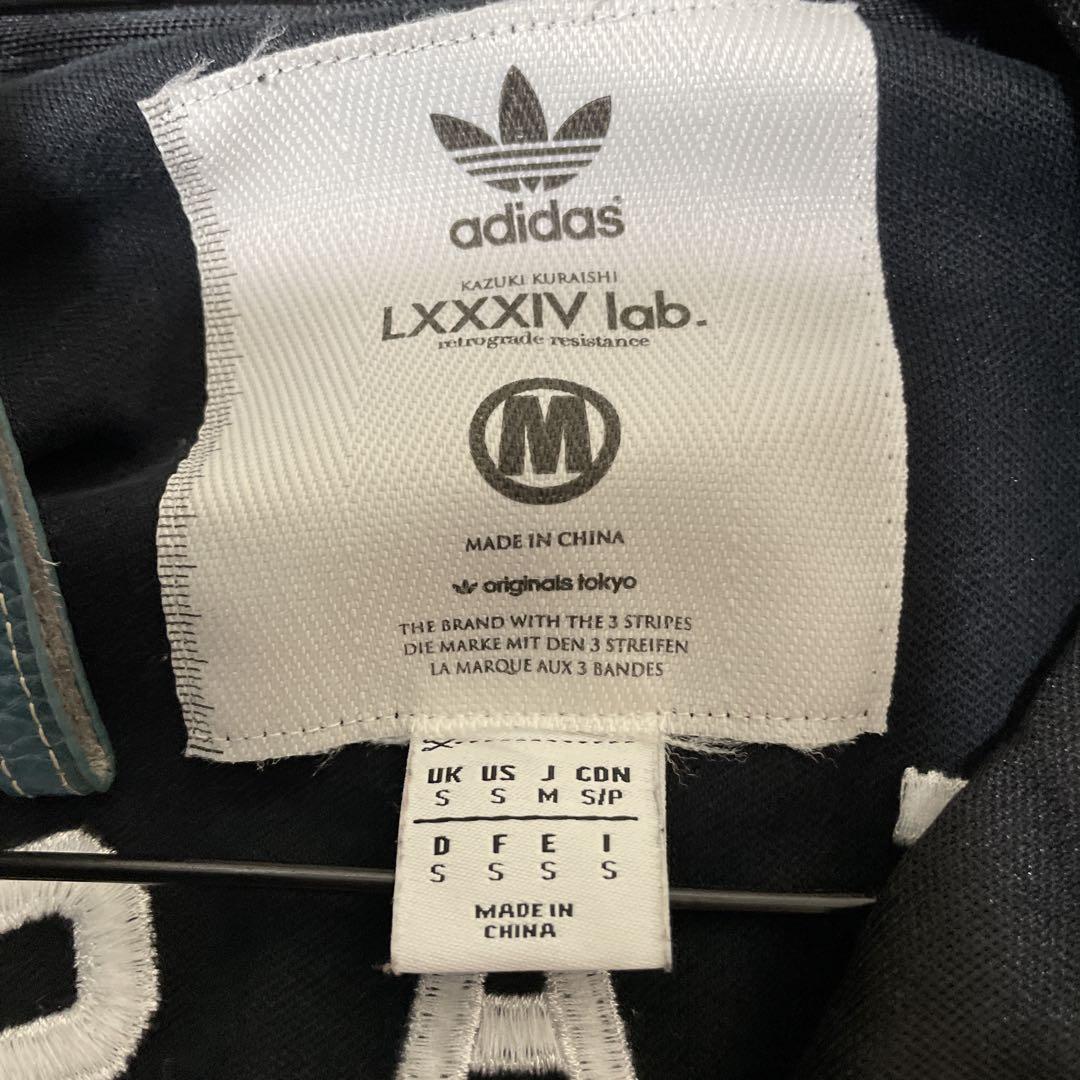 adidas
KAZUKI KURAISHI
LXXXIV lab.
retrograde resistance
M
MADE IN CHINA
originals tokyo
THE BRAND WITH THE 3 STRIPES
DIE MARKE MIT DEN 3 STREIFEN
LA MARQUE AUX 3 BANDES
UK US J CDN
S S M S/P
D F E I
S S S S
MADE IN
CHINA